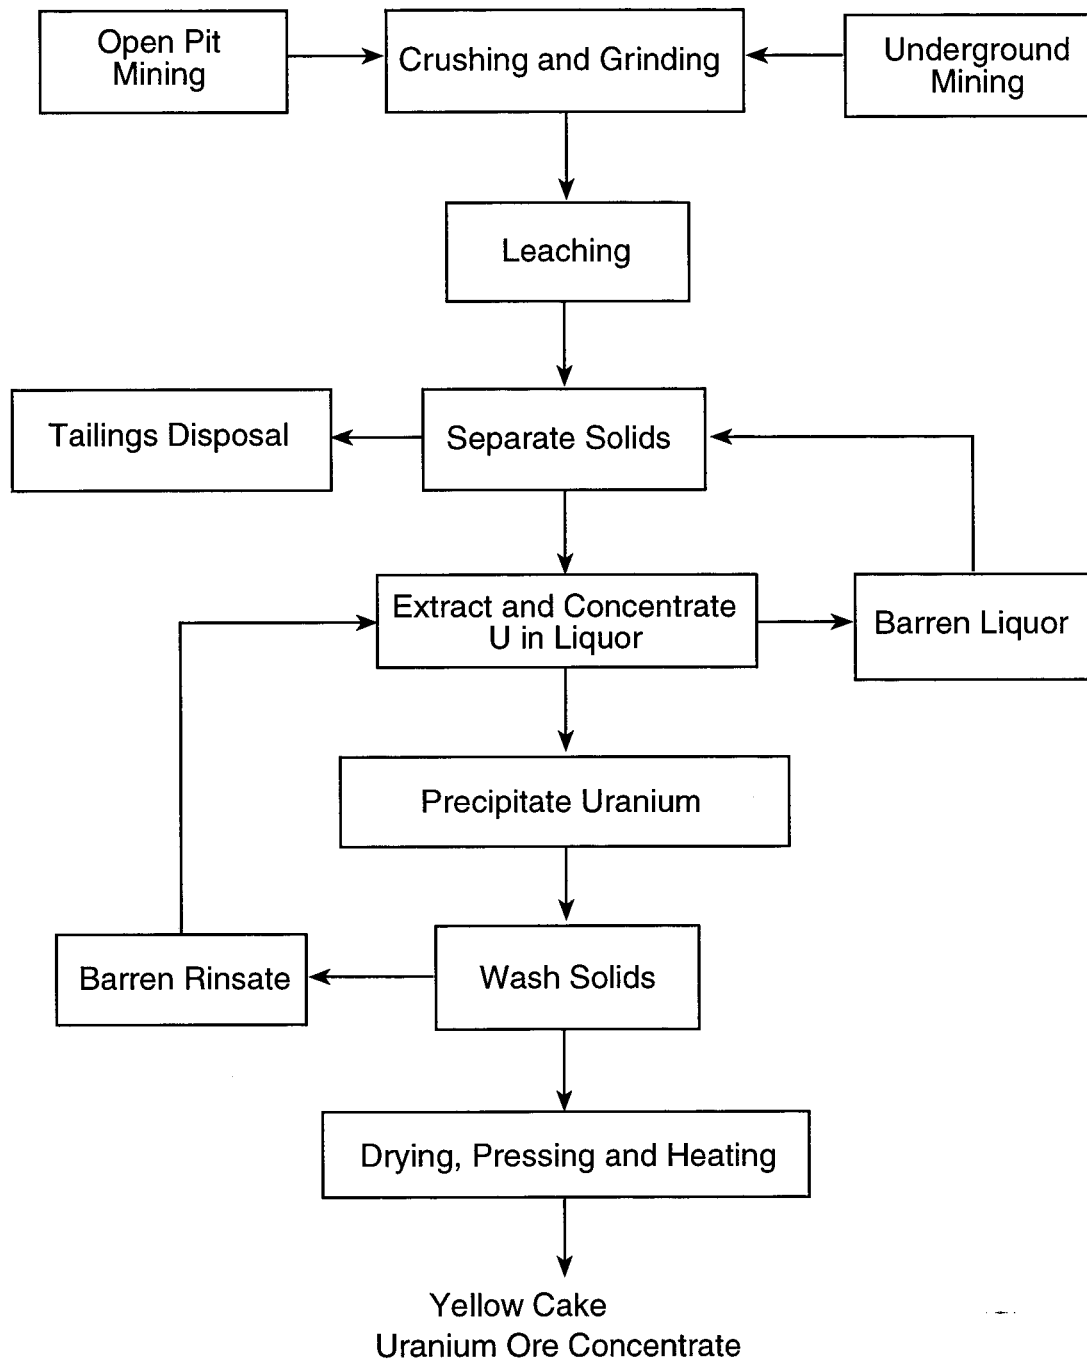 Open Pit
Mining
Crushing and Grinding
Underground
Mining
Leaching
Tailings Disposal
Separate Solids
Extract and Concentrate
U in Liquor
Barren Liquor
Precipitate Uranium
Barren Rinsate
Wash Solids
Drying, Pressing and Heating
Yellow Cake
Uranium Ore Concentrate